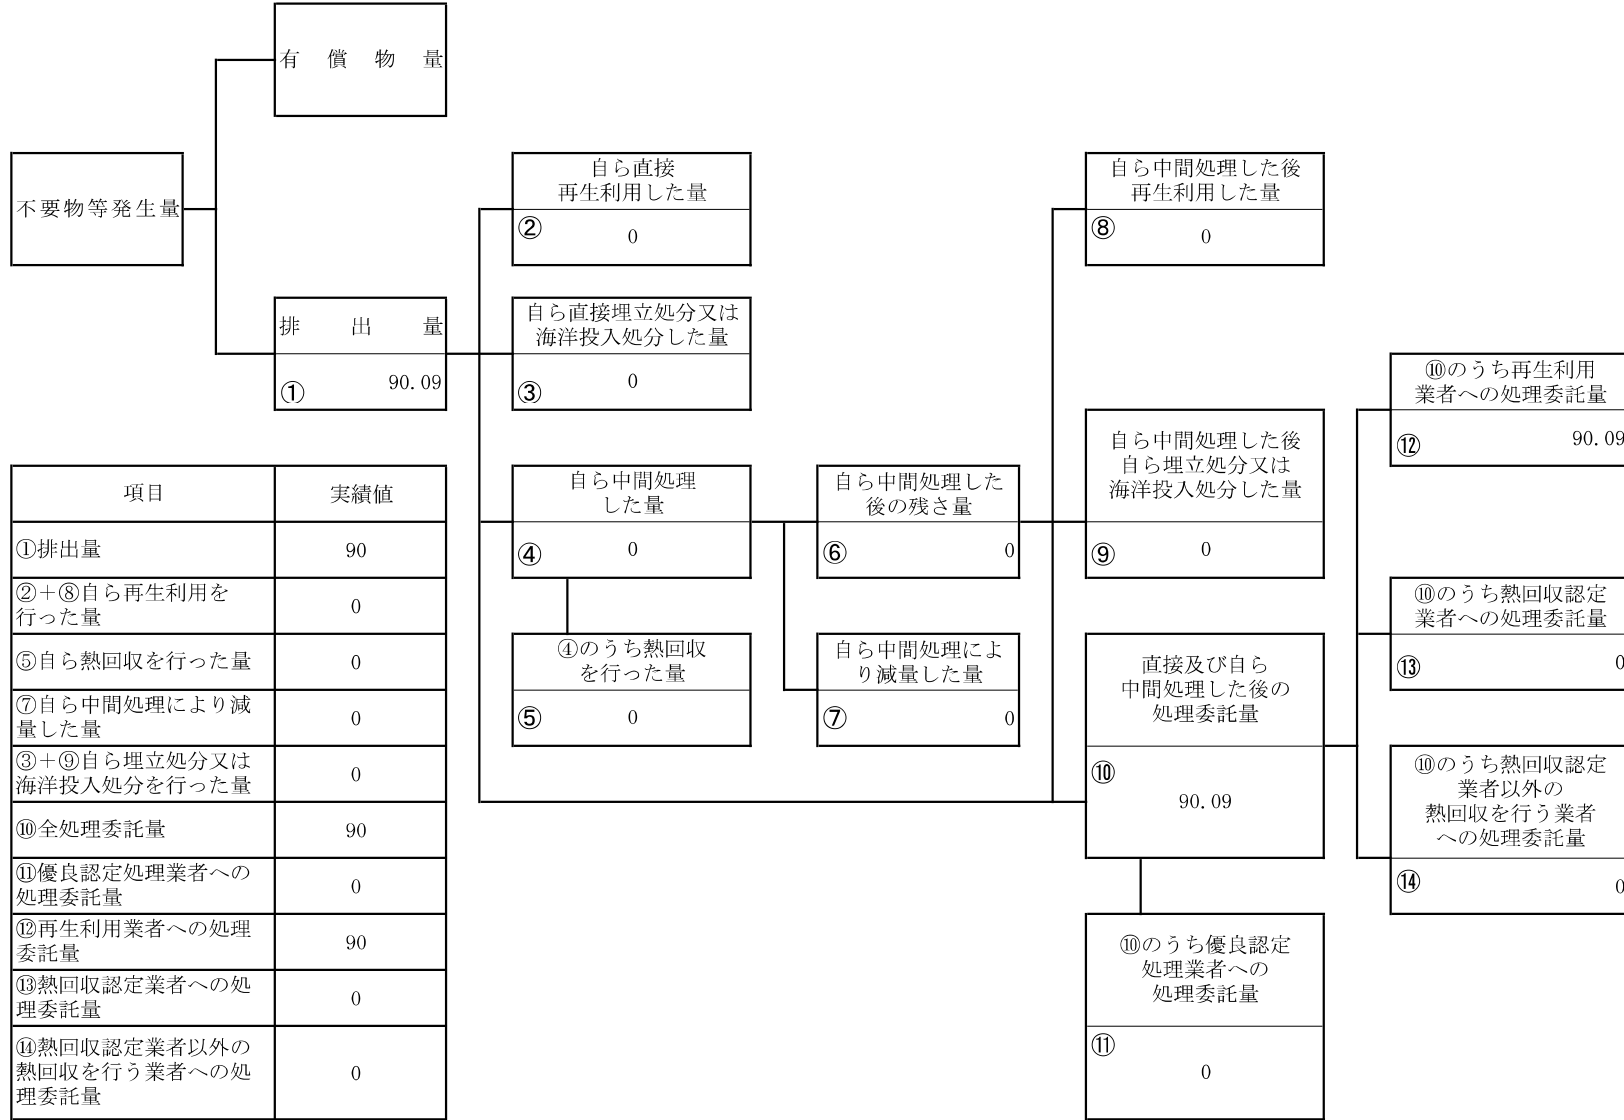 有償物量
不要物等発生量
排出量
① 90.09
自ら直接
再生利用した量
② 0
自ら直接埋立処分又は
海洋投入処分した量
③ 0
自ら中間処理
した量
④ 0
④のうち熱回収
を行った量
⑤ 0
自ら中間処理した
後の残さ量
⑥ 0
自ら中間処理によ
り減量した量
⑦ 0
自ら中間処理した後
再生利用した量
⑧ 0
自ら中間処理した後
自ら埋立処分又は
海洋投入処分した量
⑨ 0
直接及び自ら
中間処理した後の
処理委託量
⑩
90.09
⑩のうち優良認定
処理業者への
処理委託量
⑪
0
⑩のうち再生利用
業者への処理委託量
⑫ 90.09
⑩のうち熱回収認定
業者への処理委託量
⑬ 0
⑩のうち熱回収認定
業者以外の
熱回収を行う業者
への処理委託量
⑭ 0
項目 実績値
①排出量 90
②＋⑧自ら再生利用を
行った量 0
⑤自ら熱回収を行った量 0
⑦自ら中間処理により減
量した量 0
③＋⑨自ら埋立処分又は
海洋投入処分を行った量 0
⑩全処理委託量 90
⑪優良認定処理業者への
処理委託量 0
⑫再生利用業者への処理
委託量 90
⑬熱回収認定業者への処
理委託量 0
⑭熱回収認定業者以外の
熱回収を行う業者への処 0
理委託量